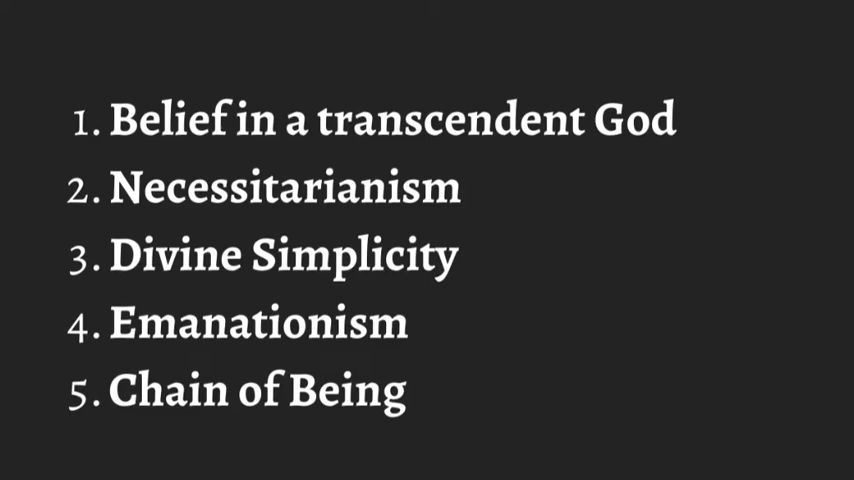 1. Belief in a transcendent God
2. Necessitarianism
3. Divine Simplicity
4. Emanationism
5. Chain of Being